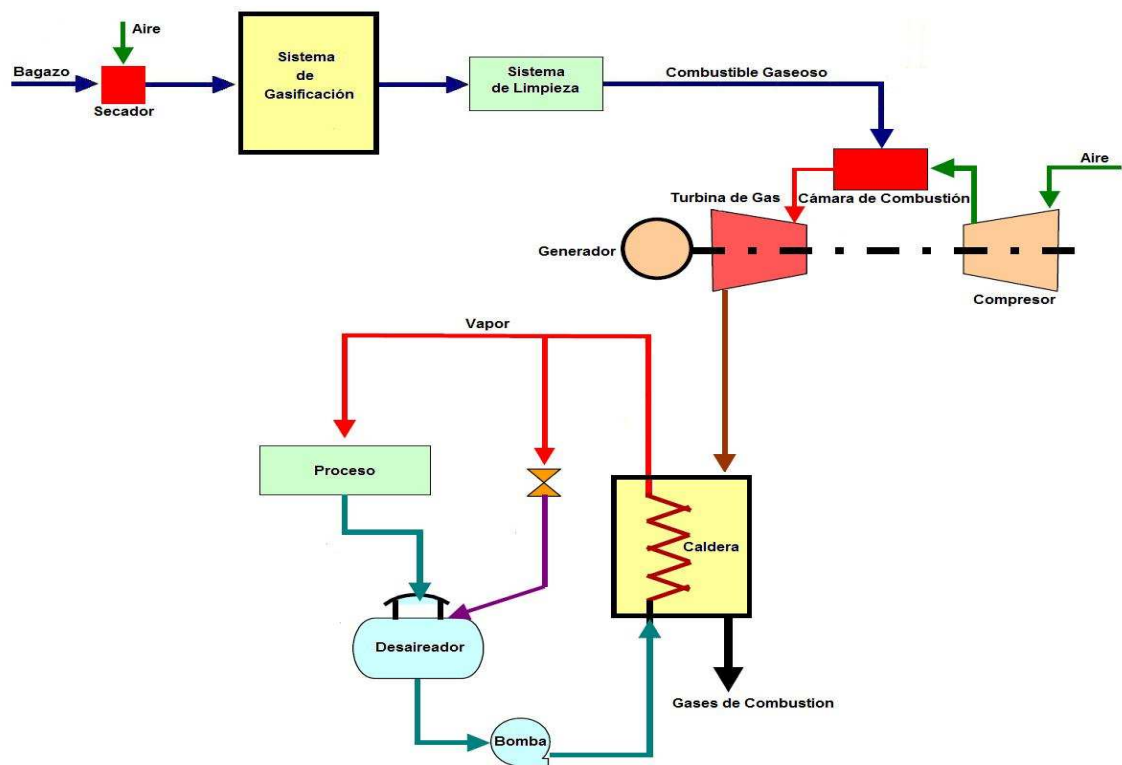 Aire
Bagazo
Secador
Sistema
de
Gasificación
Sistema
de Limpieza
Combustible Gaseoso
Aire
Turbina de Gas
Cámara de Combustión
Generador
Compresor
Vapor
Proceso
Caldera
Desaireador
Gases de Combustion
Bomba